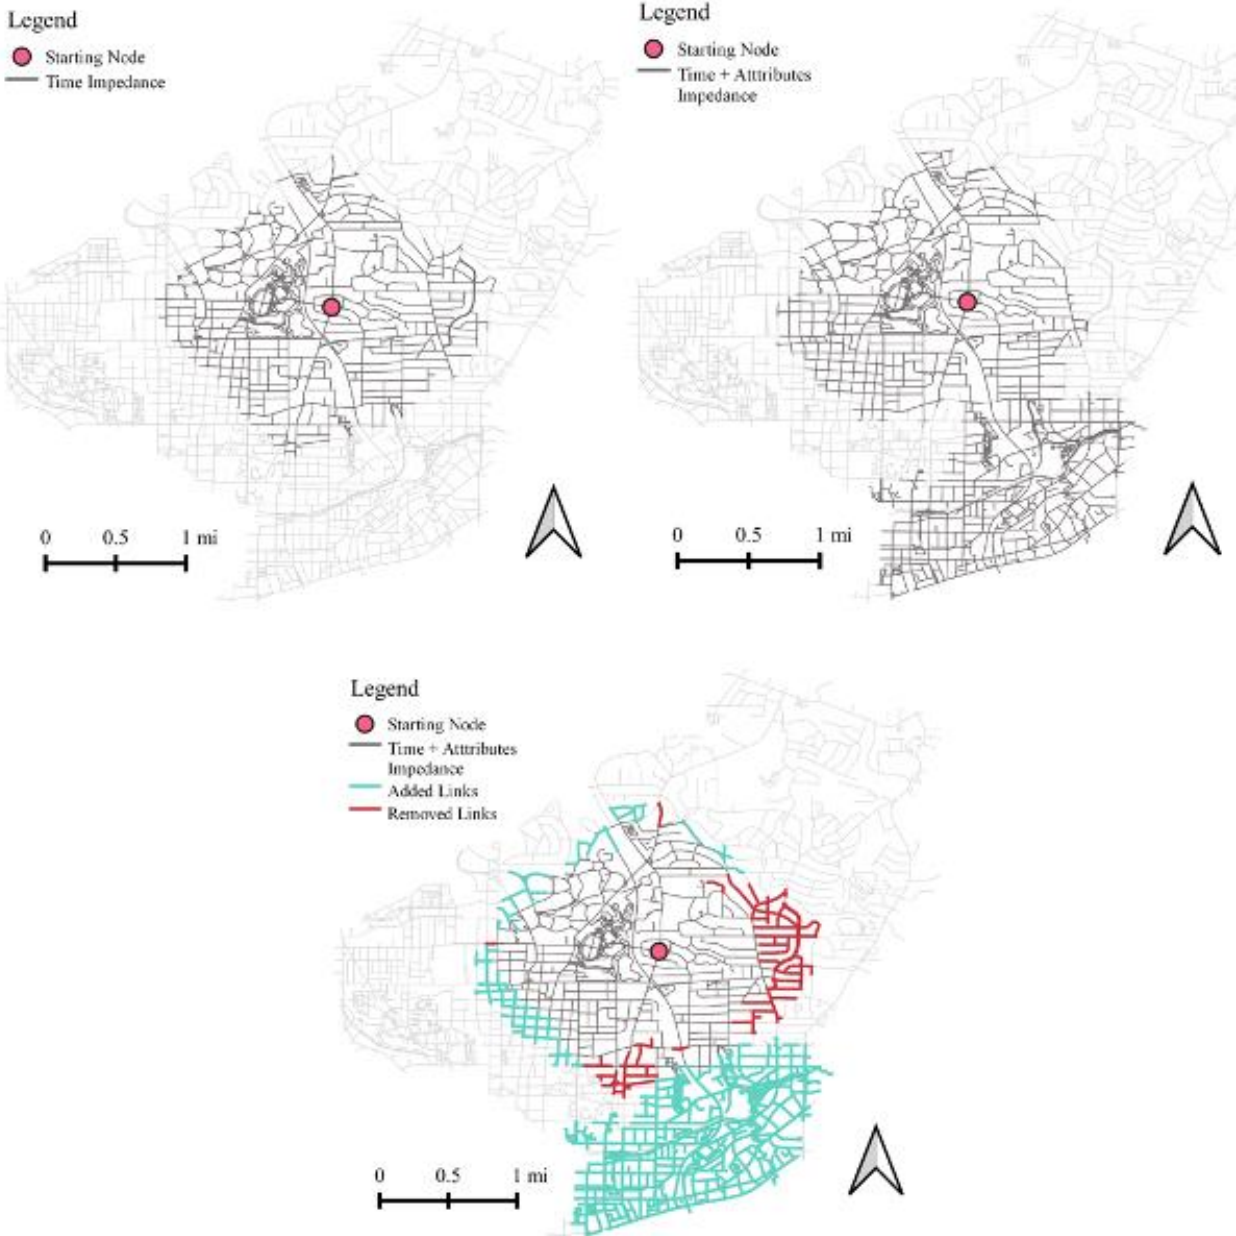 Legend
Starting Node
Time Impedance
0 0.5 1 mi
Legend
Starting Node
Time + Atttributes
Impedance
0 0.5 1 mi
Legend
Starting Node
Time + Atttributes
Impedance
Added Links
Removed Links
0 0.5 1 mi